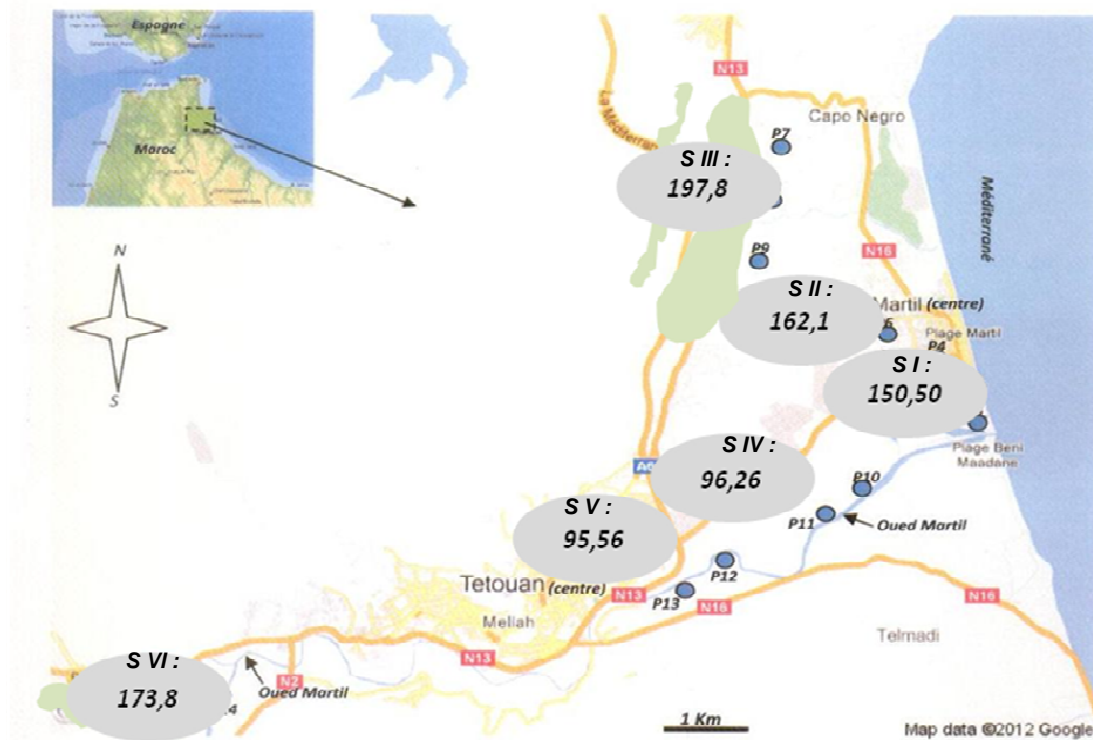 Espagne
Maroc
N13
La Méditerran
Capo Negro
P7
S III :
197,8
P9
Méditerrané
N16
N
S
S II :
162,1
Martil (centre)
Plage Martil
P4
S I :
150,50
Plage Beni
Maadane
S IV :
96,26
P10
P11
Oued Martil
S V :
95,56
P12
Tetouan (centre)
N13
P13
N16
N16
Mellah
Telmadi
N13
S VI :
173,8
N2
Oued Martil
1 Km
Map data ©2012 Google